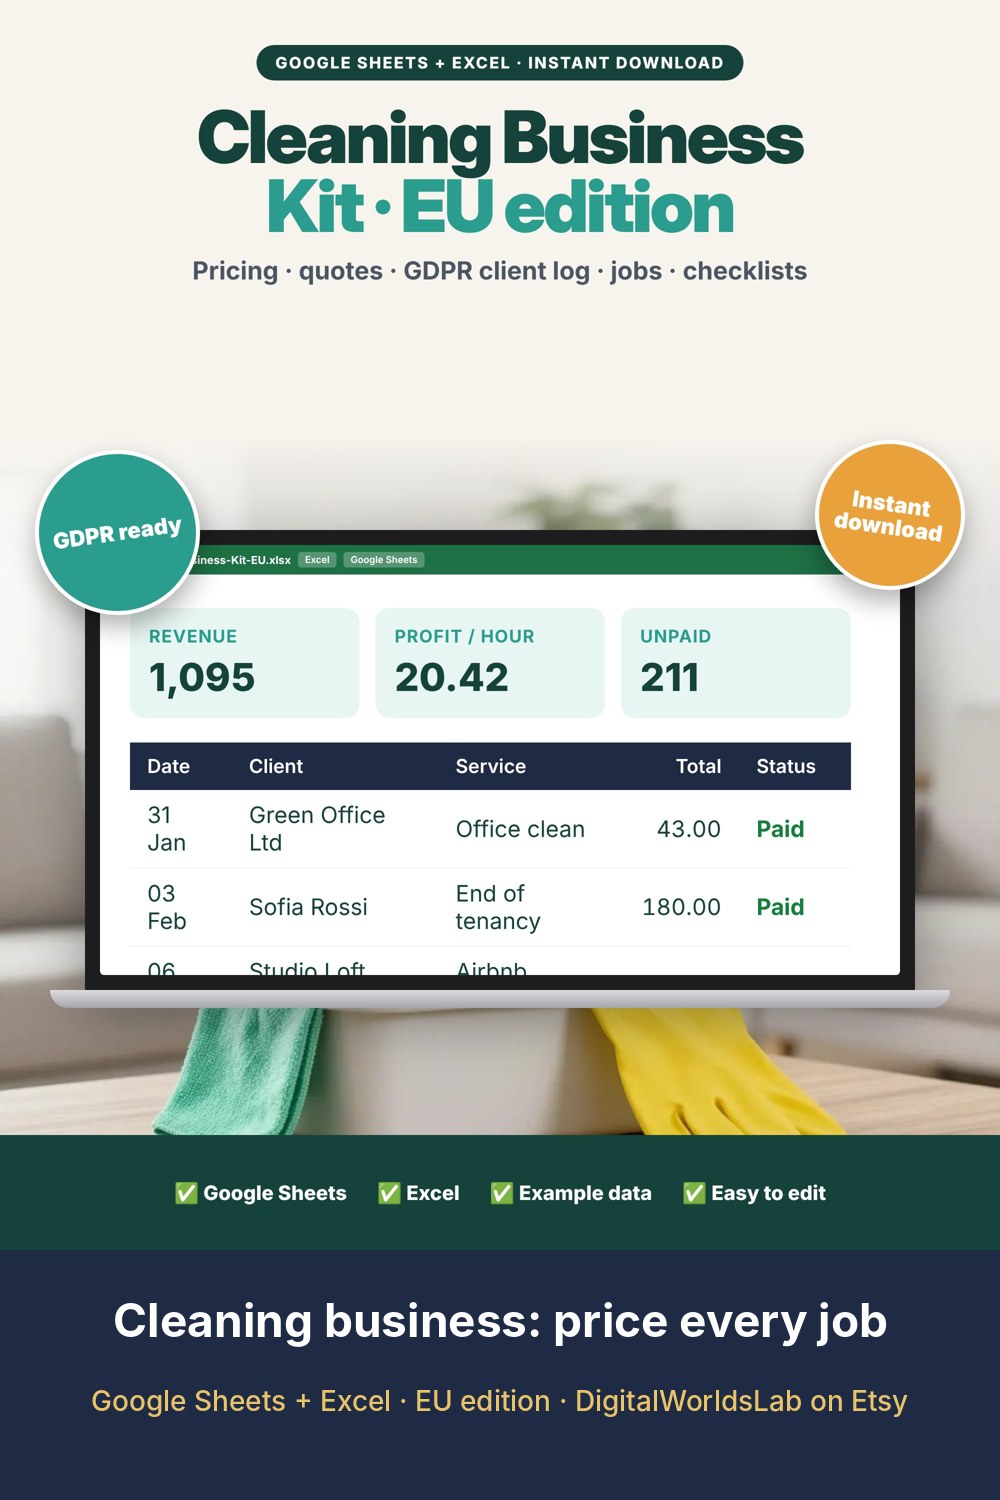 GOOGLE SHEETS + EXCEL · INSTANT DOWNLOAD
Cleaning Business
Kit · EU edition
Pricing · quotes · GDPR client log · jobs · checklists
GDPR ready
Instant
download
iness-Kit-EU.xlsx Excel Google Sheets
REVENUE PROFIT / HOUR UNPAID
1,095 20.42 211
Date Client Service Total Status
31 Jan Green Office Ltd Office clean 43.00 Paid
03 Feb Sofia Rossi End of tenancy 180.00 Paid
06 Studio Loft Airbnb
✅ Google Sheets ✅ Excel ✅ Example data ✅ Easy to edit
Cleaning business: price every job
Google Sheets + Excel · EU edition · DigitalWorldsLab on Etsy